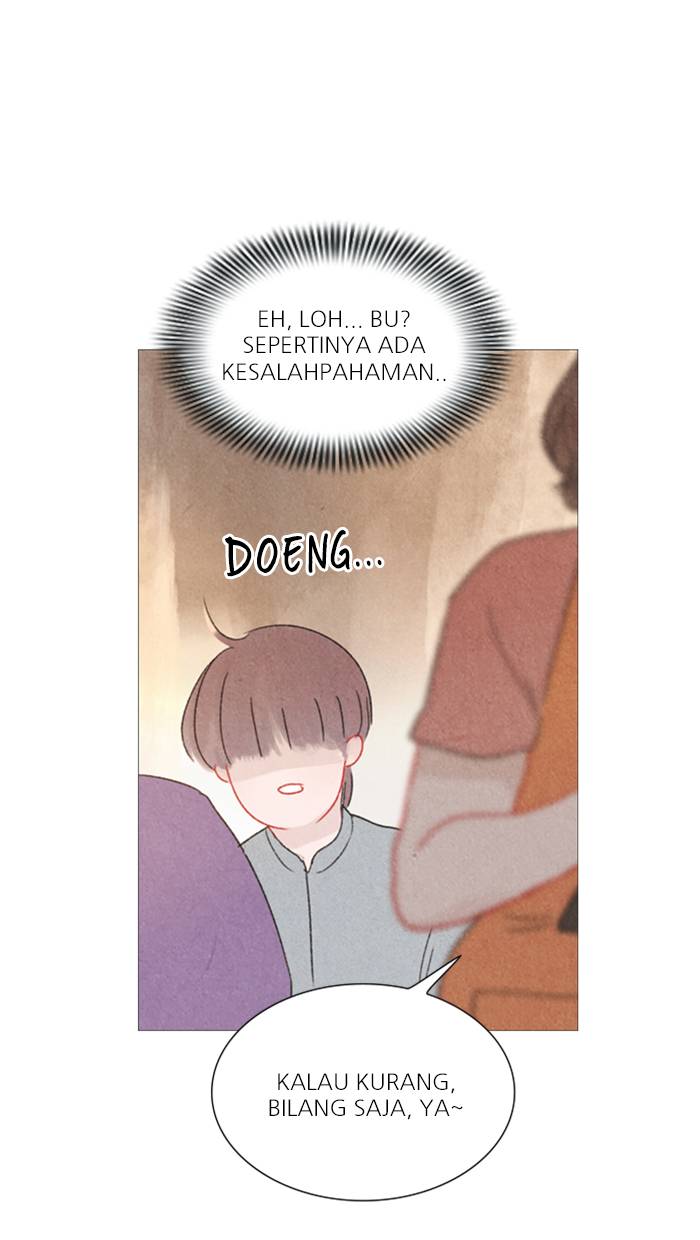 EH, LOH... BU?
SEPERTINYA ADA
KESALAHPAHAMAN..
DOENG...
KALAU KURANG,
BILANG SAJA, YA~